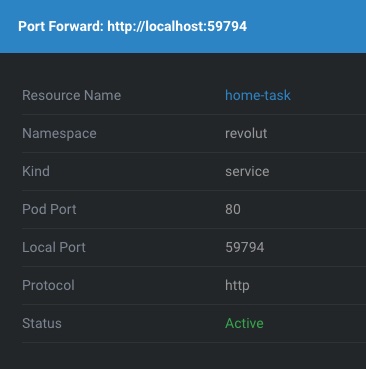 Port Forward: http://localhost:59794
Resource Name home-task
Namespace revolut
Kind service
Pod Port 80
Local Port 59794
Protocol http
Status Active